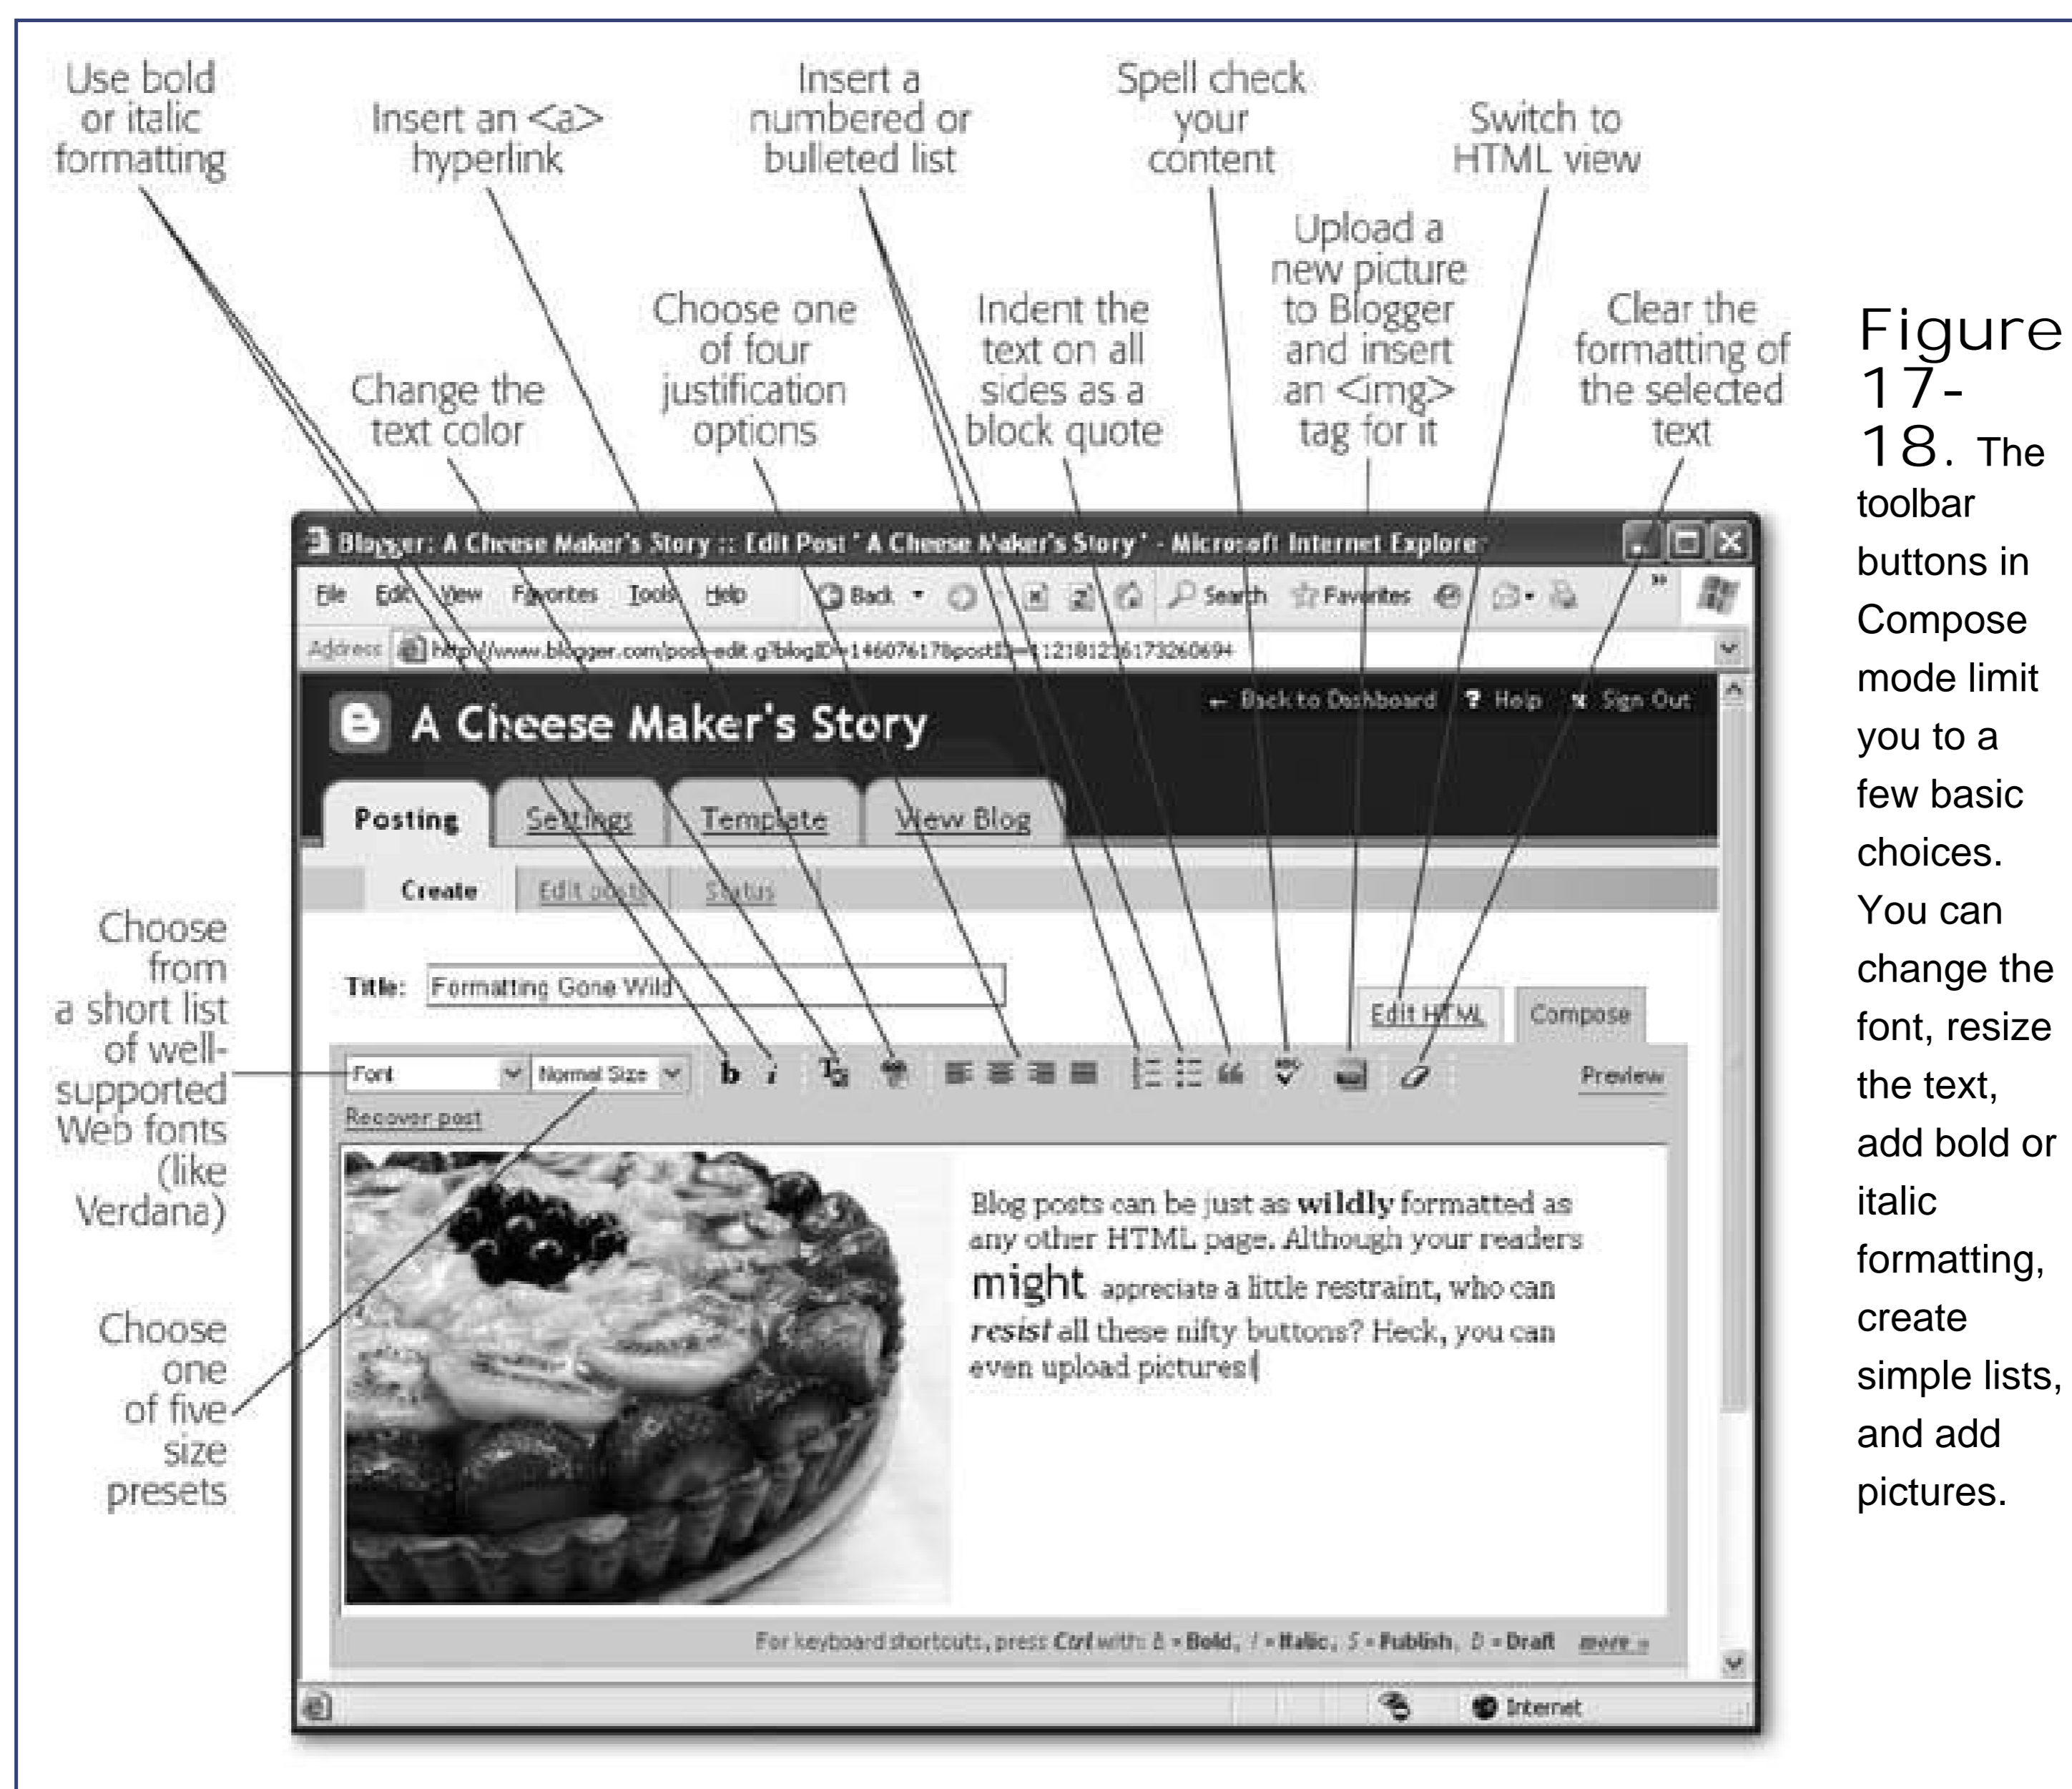 Use bold
or italic
formatting
Insert an <a>
hyperlink
Insert a
numbered or
bulleted list
Spell check
your
content
Switch to
HTML view
Change the
text color
Choose one
of four
justification
options
Indent the
text on all
sides as a
block quote
Upload a
new picture
to Blogger
and insert
an <img>
tag for it
Clear the
formatting of
the selected
text
Blogger: A Cheese Maker's Story :: Edit Post "A Cheese Maker's Story" - Microsoft Internet Explorer
File Edit View Favorites Tools Help Back Search Favorites
Address
← Back to Dashboard ? Help × Sign Out
A Cheese Maker's Story
Posting Settings Template View Blog
Create Edit posts Status
Title: Formatting Gone Wild
Edit HTML Compose
Font Normal Size b i Preview
Recover post
Blog posts can be just as wildly formatted as
any other HTML page. Although your readers
might appreciate a little restraint, who can
resist all these nifty buttons? Heck, you can
even upload pictures!
For keyboard shortcuts, press Ctrl with: B = Bold, I = Italic, S = Publish, D = Draft more »
Internet
Choose
from
a short list
of well-
supported
Web fonts
(like
Verdana)
Choose
one
of five
size
presets
Figure
17-
18. The
toolbar
buttons in
Compose
mode limit
you to a
few basic
choices.
You can
change the
font, resize
the text,
add bold or
italic
formatting,
create
simple lists,
and add
pictures.